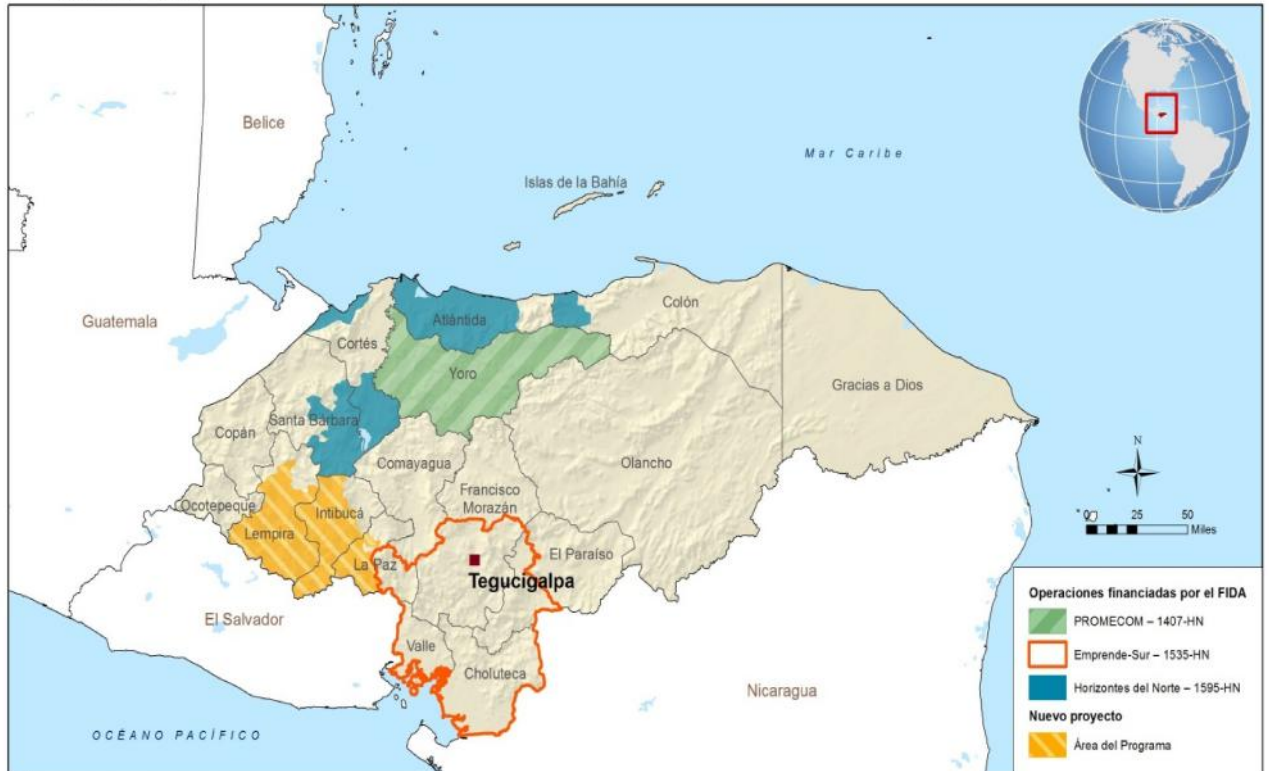 Belice
Mar Caribe
Islas de la Bahía
Guatemala
Atlántida
Colón
Cortés
Yoro
Gracias a Dios
Santa Bárbara
Copán
Comayagua
Olancho
Francisco
Morazán
Ocotepeque
Intibucá
Lempira
El Paraíso
La Paz
Tegucigalpa
El Salvador
Valle
Choluteca
Nicaragua
OCÉANO PACÍFICO
N
0 25 50
Miles
Operaciones financiadas por el FIDA
PROMECOM – 1407-HN
Emprende-Sur – 1535-HN
Horizontes del Norte – 1595-HN
Nuevo proyecto
Área del Programa